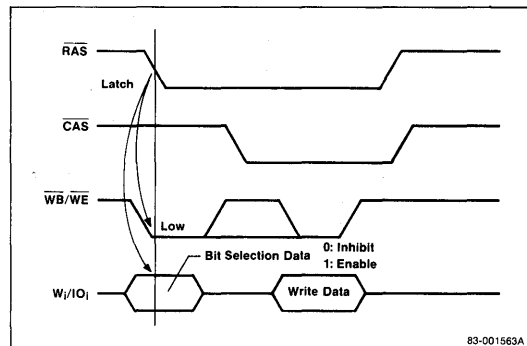 RAS
Latch
CAS
WB/WE
Low
0: Inhibit
1: Enable
Bit Selection Data
Wi/IOi
Write Data
83-001563A